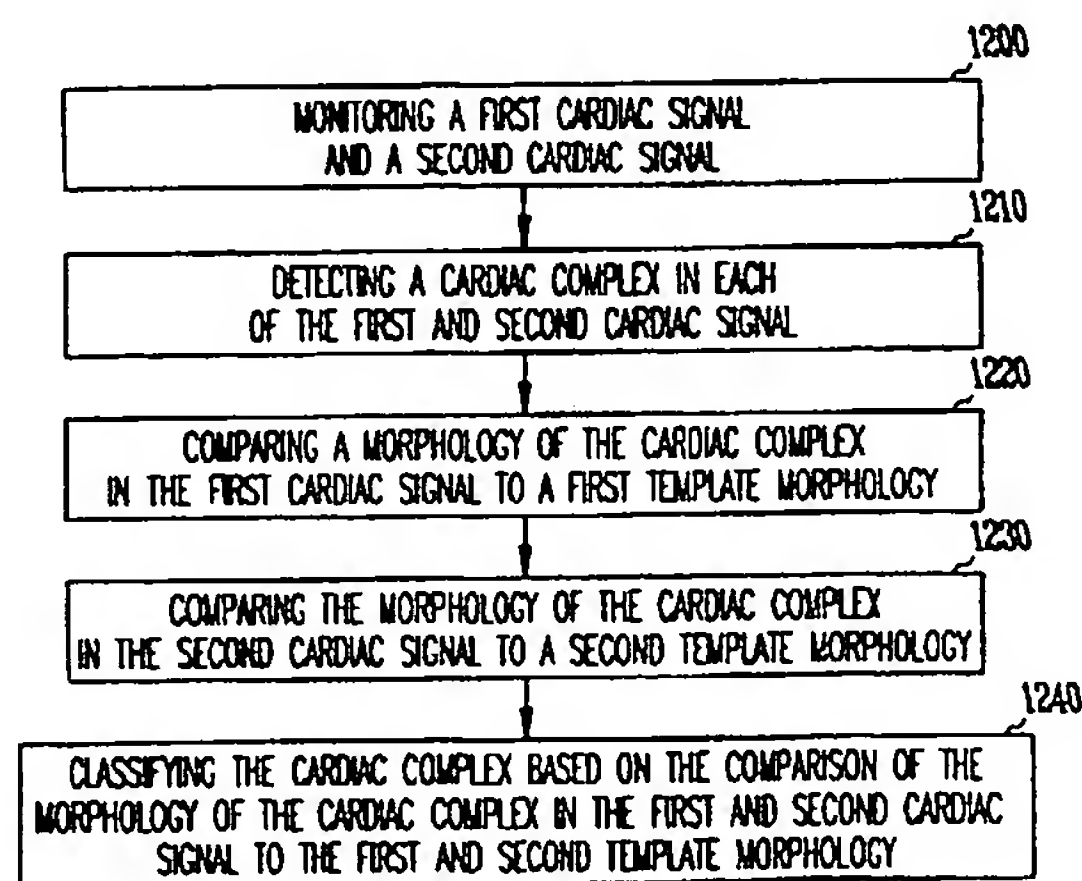 1200
MONITORING A FIRST CARDIAC SIGNAL
AND A SECOND CARDIAC SIGNAL
1210
DETECTING A CARDIAC COMPLEX IN EACH
OF THE FIRST AND SECOND CARDIAC SIGNAL
1220
COMPARING A MORPHOLOGY OF THE CARDIAC COMPLEX
IN THE FIRST CARDIAC SIGNAL TO A FIRST TEMPLATE MORPHOLOGY
1230
COMPARING THE MORPHOLOGY OF THE CARDIAC COMPLEX
IN THE SECOND CARDIAC SIGNAL TO A SECOND TEMPLATE MORPHOLOGY
1240
CLASSIFYING THE CARDIAC COMPLEX BASED ON THE COMPARISON OF THE
MORPHOLOGY OF THE CARDIAC COMPLEX IN THE FIRST AND SECOND CARDIAC
SIGNAL TO THE FIRST AND SECOND TEMPLATE MORPHOLOGY